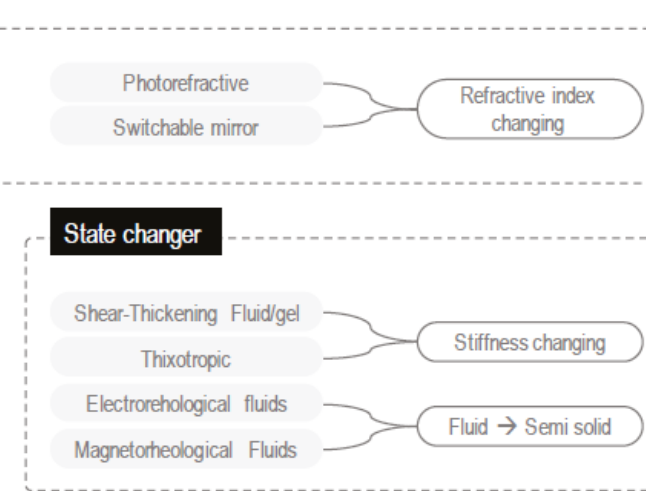 Photorefractive
Switchable mirror
Refractive index
changing
State changer
Shear-Thickening Fluid/gel
Thixotropic
Stiffness changing
Electrorehological fluids
Magnetorheological Fluids
Fluid → Semi solid